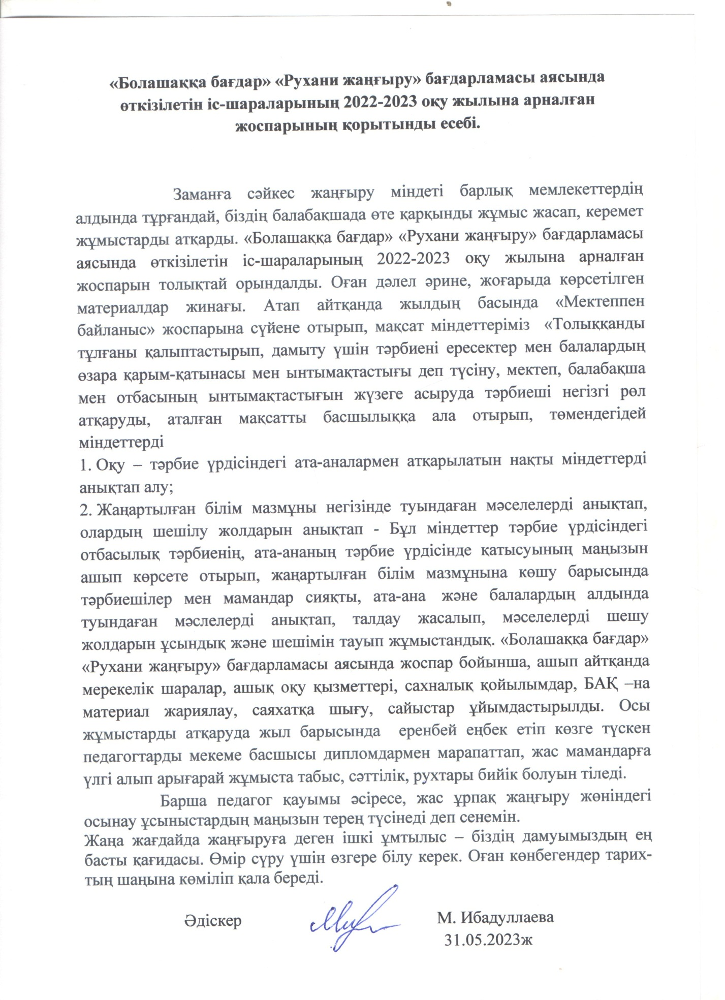 «Болашаққа бағдар» «Рухани жаңғыру» бағдарламасы аясында
өткізілетін іс-шараларының 2022-2023 оқу жылына арналған
жоспарының қорытынды есебі.
Заманға сәйкес жаңғыру міндеті барлық мемлекеттердің
алдында тұрғандай, біздің балабақшада өте қарқынды жұмыс жасап, керемет
жұмыстарды атқарды. «Болашаққа бағдар» «Рухани жаңғыру» бағдарламасы
аясында өткізілетін іс-шараларының 2022-2023 оқу жылына арналған
жоспарын толықтай орындалды. Оған дәлел әрине, жоғарыда көрсетілген
материалдар жинағы. Атап айтқанда жылдың басында «Мектеппен
байланыс» жоспарына сүйене отырып, мақсат міндеттеріміз «Толыққанды
тұлғаны қалыптастырып, дамыту үшін тәрбиені ересектер мен балалардың
өзара қарым-қатынасы мен ынтымақтастығы деп түсіну, мектеп, балабақша
мен отбасының ынтымақтастығын жүзеге асыруда тәрбиеші негізгі рөл
атқаруды, аталған мақсатты басшылыққа ала отырып, төмендегідей
міндеттерді
1. Оқу – тәрбие үрдісіндегі ата-аналармен атқарылатын нақты міндеттерді
анықтап алу;
2. Жаңартылған білім мазмұны негізінде туындаған мәселелерді анықтап,
олардың шешілу жолдарын анықтап - Бұл міндеттер тәрбие үрдісіндегі
отбасылық тәрбиенің, ата-ананың тәрбие үрдісінде қатысуының маңызын
ашып көрсете отырып, жаңартылған білім мазмұнына көшу барысында
тәрбиешілер мен мамандар сияқты, ата-ана және балалардың алдында
туындаған мәслелерді анықтап, талдау жасалып, мәселелерді шешу
жолдарын ұсындық және шешімін тауып жұмыстандық. «Болашаққа бағдар»
«Рухани жаңғыру» бағдарламасы аясында жоспар бойынша, ашып айтқанда
мерекелік шаралар, ашық оқу қызметтері, сахналық қойылымдар, БАҚ –на
материал жариялау, саяхатқа шығу, сайыстар ұйымдастырылды. Осы
жұмыстарды атқаруда жыл барысында еренбей еңбек етіп көзге түскен
педагогтарды мекеме басшысы дипломдармен марапаттап, жас мамандарға
үлгі алып арығарай жұмыста табыс, сәттілік, рухтары бийік болуын тіледі.
Барша педагог қауымы әсіресе, жас ұрпақ жаңғыру жөніндегі
осынау ұсыныстардың маңызын терең түсінеді деп сенемін.
Жаңа жағдайда жаңғыруға деген ішкі ұмтылыс – біздің дамуымыздың ең
басты қағидасы. Өмір сүру үшін өзгере білу керек. Оған көнбегендер тарих-
тың шаңына көміліп қала береді.
Әдіскер М. Ибадуллаева
31.05.2023ж